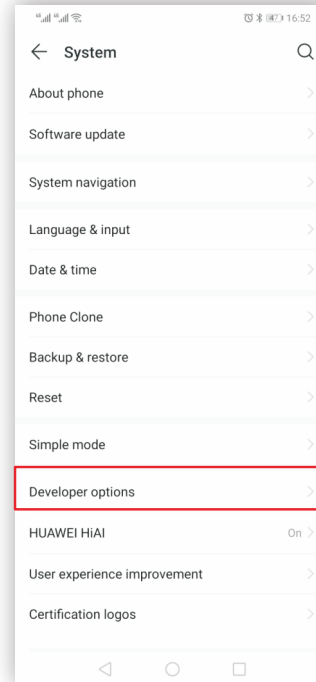 47 16:52
System
About phone
Software update
System navigation
Language & input
Date & time
Phone Clone
Backup & restore
Reset
Simple mode
Developer options
HUAWEI HiAI On
User experience improvement
Certification logos